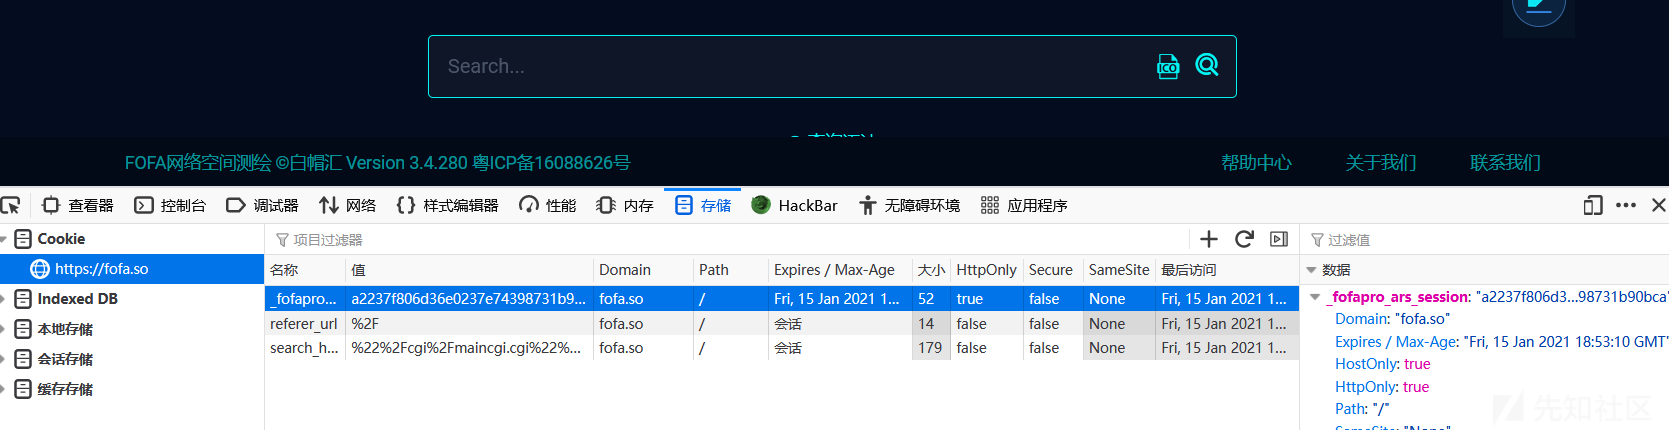 Search...
ICO
FOFA网络空间测绘 ©白帽汇 Version 3.4.280 粤ICP备16088626号
帮助中心 关于我们 联系我们
查看器 控制台 调试器 网络 样式编辑器 性能 内存 存储 HackBar 无障碍环境 应用程序
Cookie
https://fofa.so
Indexed DB
本地存储
会话存储
缓存存储
项目过滤器
名称 值 Domain Path Expires / Max-Age 大小 HttpOnly Secure SameSite 最后访问
_fofapro... a2237f806d36e0237e74398731b9... fofa.so / Fri, 15 Jan 2021 1... 52 true false None Fri, 15 Jan 2021 1...
referer_url %2F fofa.so / 会话 14 false false None Fri, 15 Jan 2021 1...
search_h... %22%2Fcgi%2Fmaincgi.cgi%22%... fofa.so / 会话 179 false false None Fri, 15 Jan 2021 1...
过滤值
数据
_fofapro_ars_session: "a2237f806d3...98731b90bca"
Domain: "fofa.so"
Expires / Max-Age: "Fri, 15 Jan 2021 18:53:10 GMT"
HostOnly: true
HttpOnly: true
Path: "/"
SameSite: "None"
先知社区